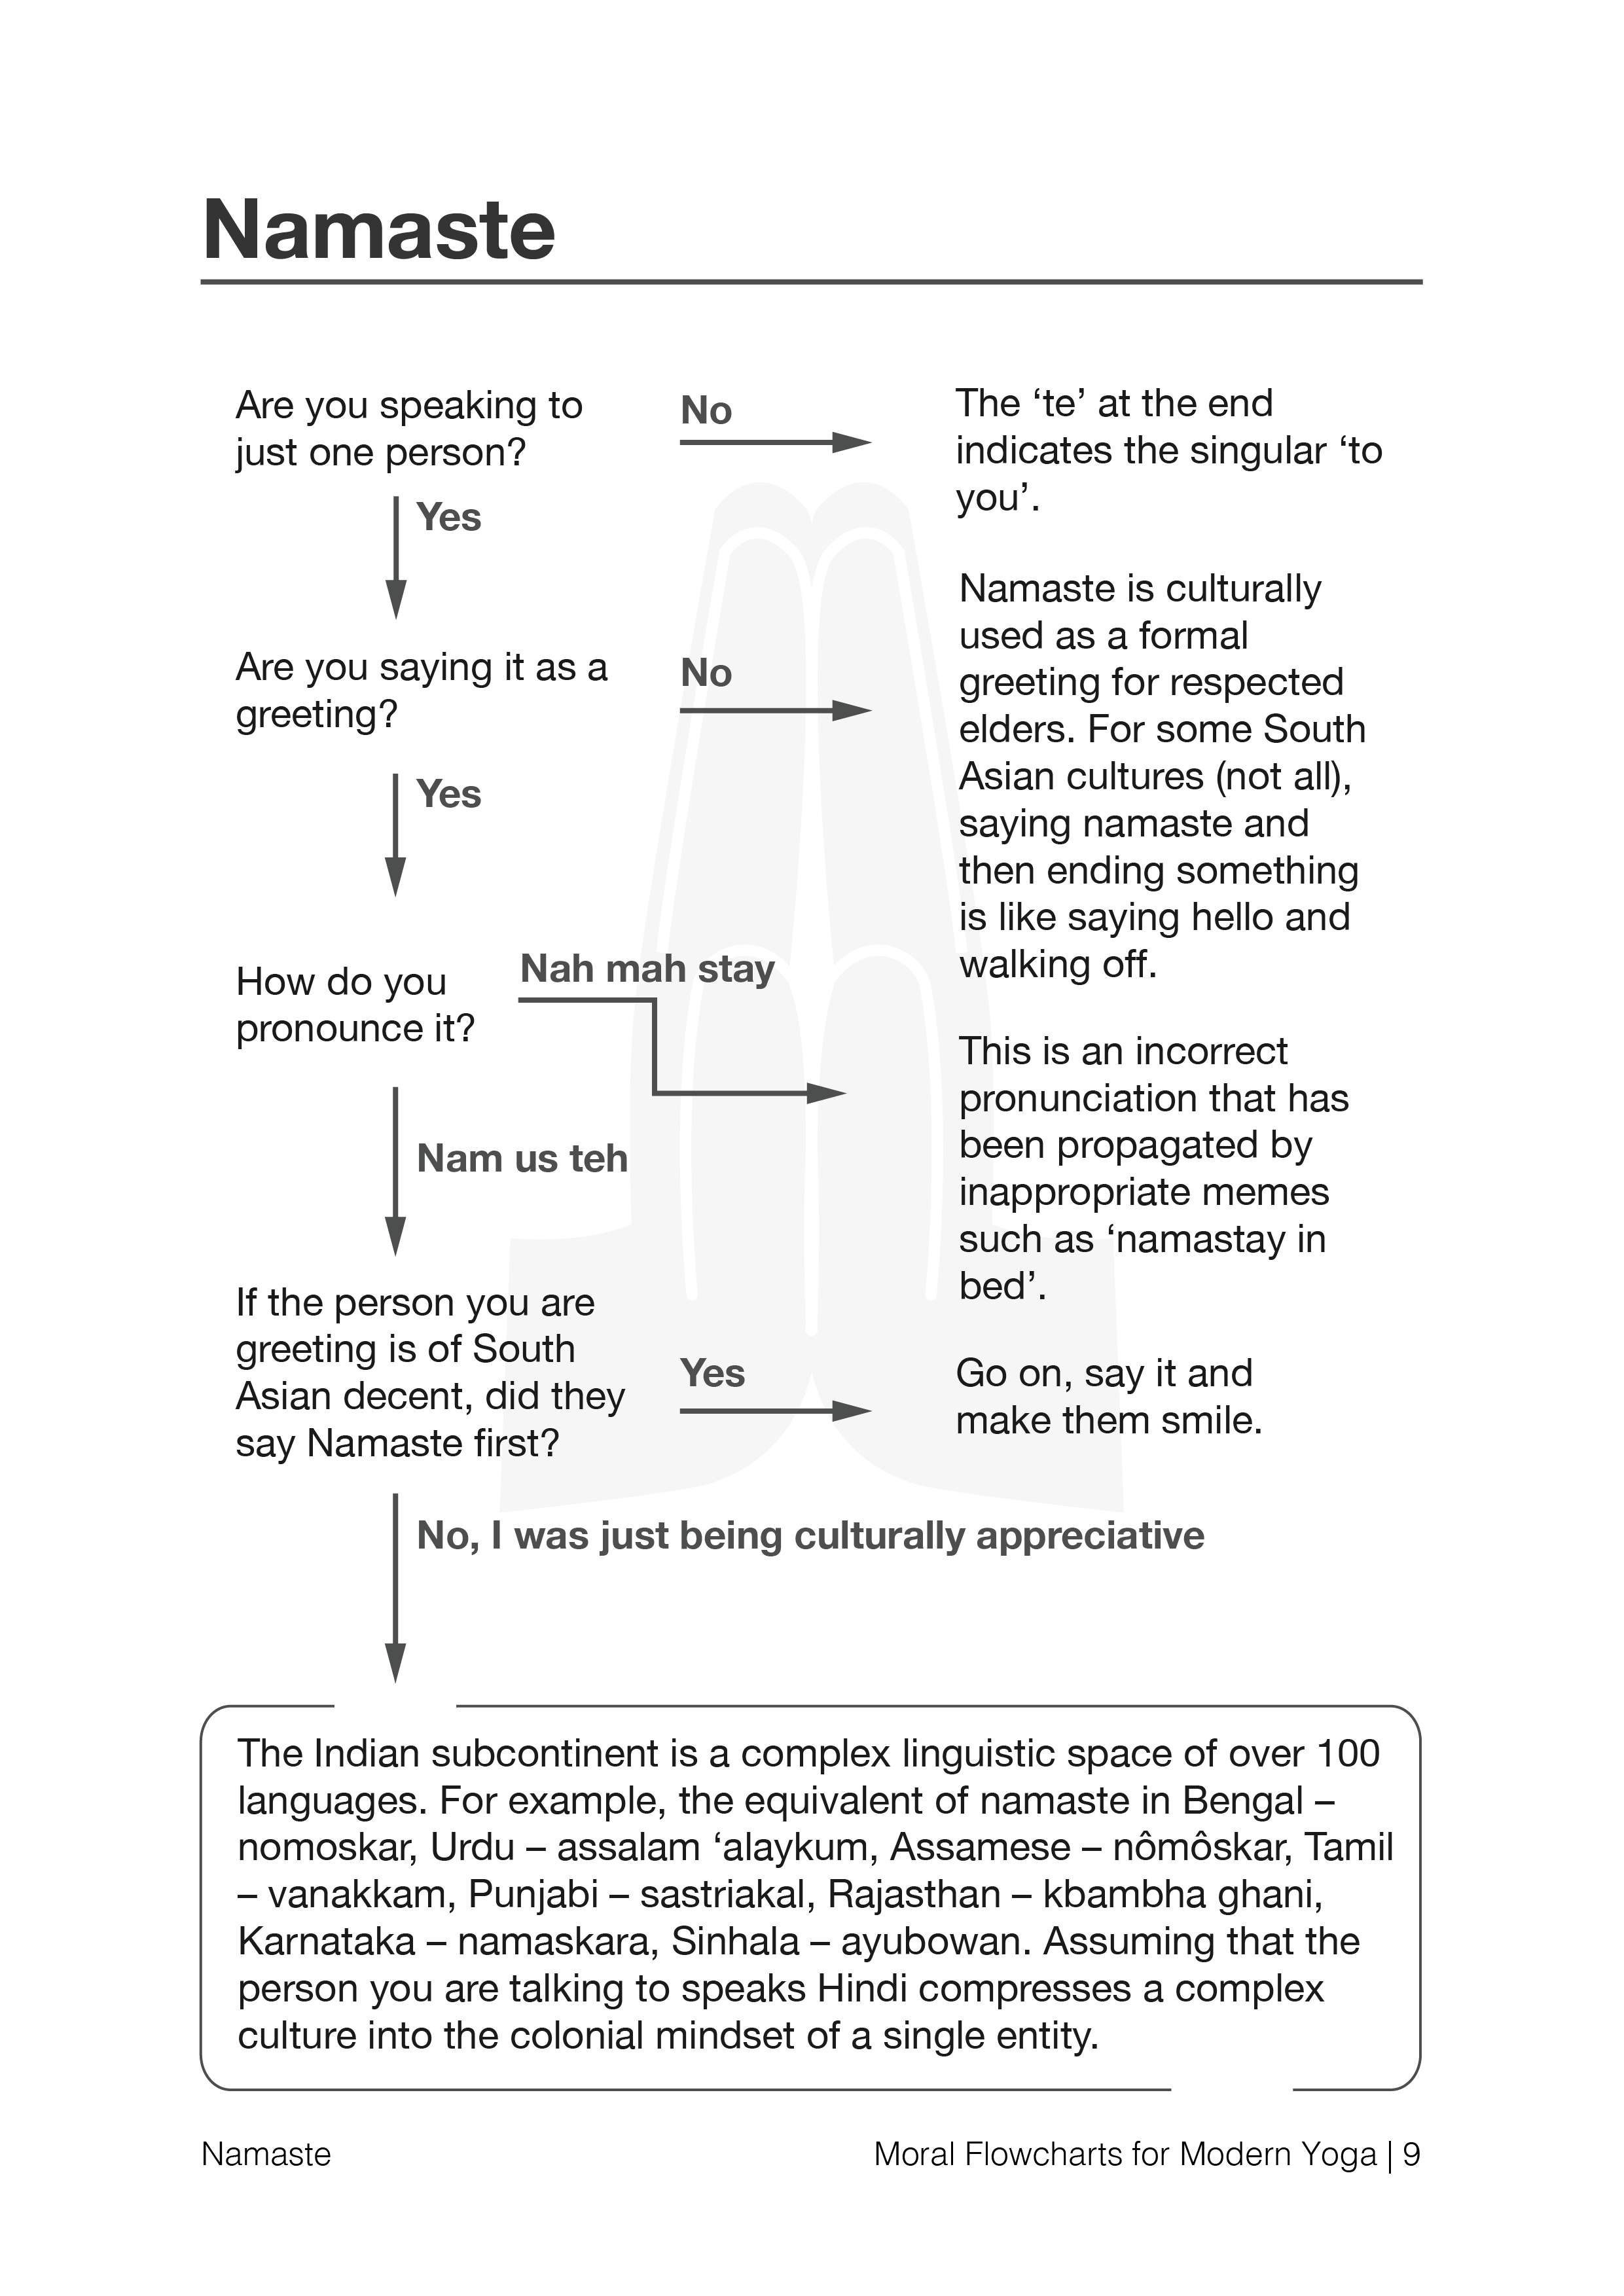 Namaste
Are you speaking to
just one person?
No
The ‘te’ at the end
indicates the singular ‘to
you’.
Yes
Are you saying it as a
greeting?
No
Namaste is culturally
used as a formal
greeting for respected
elders. For some South
Asian cultures (not all),
saying namaste and
then ending something
is like saying hello and
walking off.
Yes
How do you
pronounce it?
Nah mah stay
This is an incorrect
pronunciation that has
been propagated by
inappropriate memes
such as ‘namastay in
bed’.
Nam us teh
If the person you are
greeting is of South
Asian decent, did they
say Namaste first?
Yes
Go on, say it and
make them smile.
No, I was just being culturally appreciative
The Indian subcontinent is a complex linguistic space of over 100
languages. For example, the equivalent of namaste in Bengal –
nomoskar, Urdu – assalam ‘alaykum, Assamese – nômôskar, Tamil
– vanakkam, Punjabi – sastriakal, Rajasthan – kbambha ghani,
Karnataka – namaskara, Sinhala – ayubowan. Assuming that the
person you are talking to speaks Hindi compresses a complex
culture into the colonial mindset of a single entity.
Namaste
Moral Flowcharts for Modern Yoga | 9